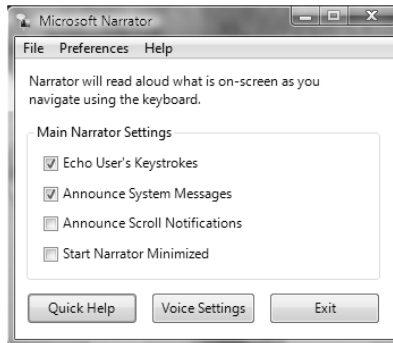 Microsoft Narrator
File Preferences Help
Narrator will read aloud what is on-screen as you
navigate using the keyboard.
Main Narrator Settings
Echo User's Keystrokes
Announce System Messages
Announce Scroll Notifications
Start Narrator Minimized
Quick Help Voice Settings Exit